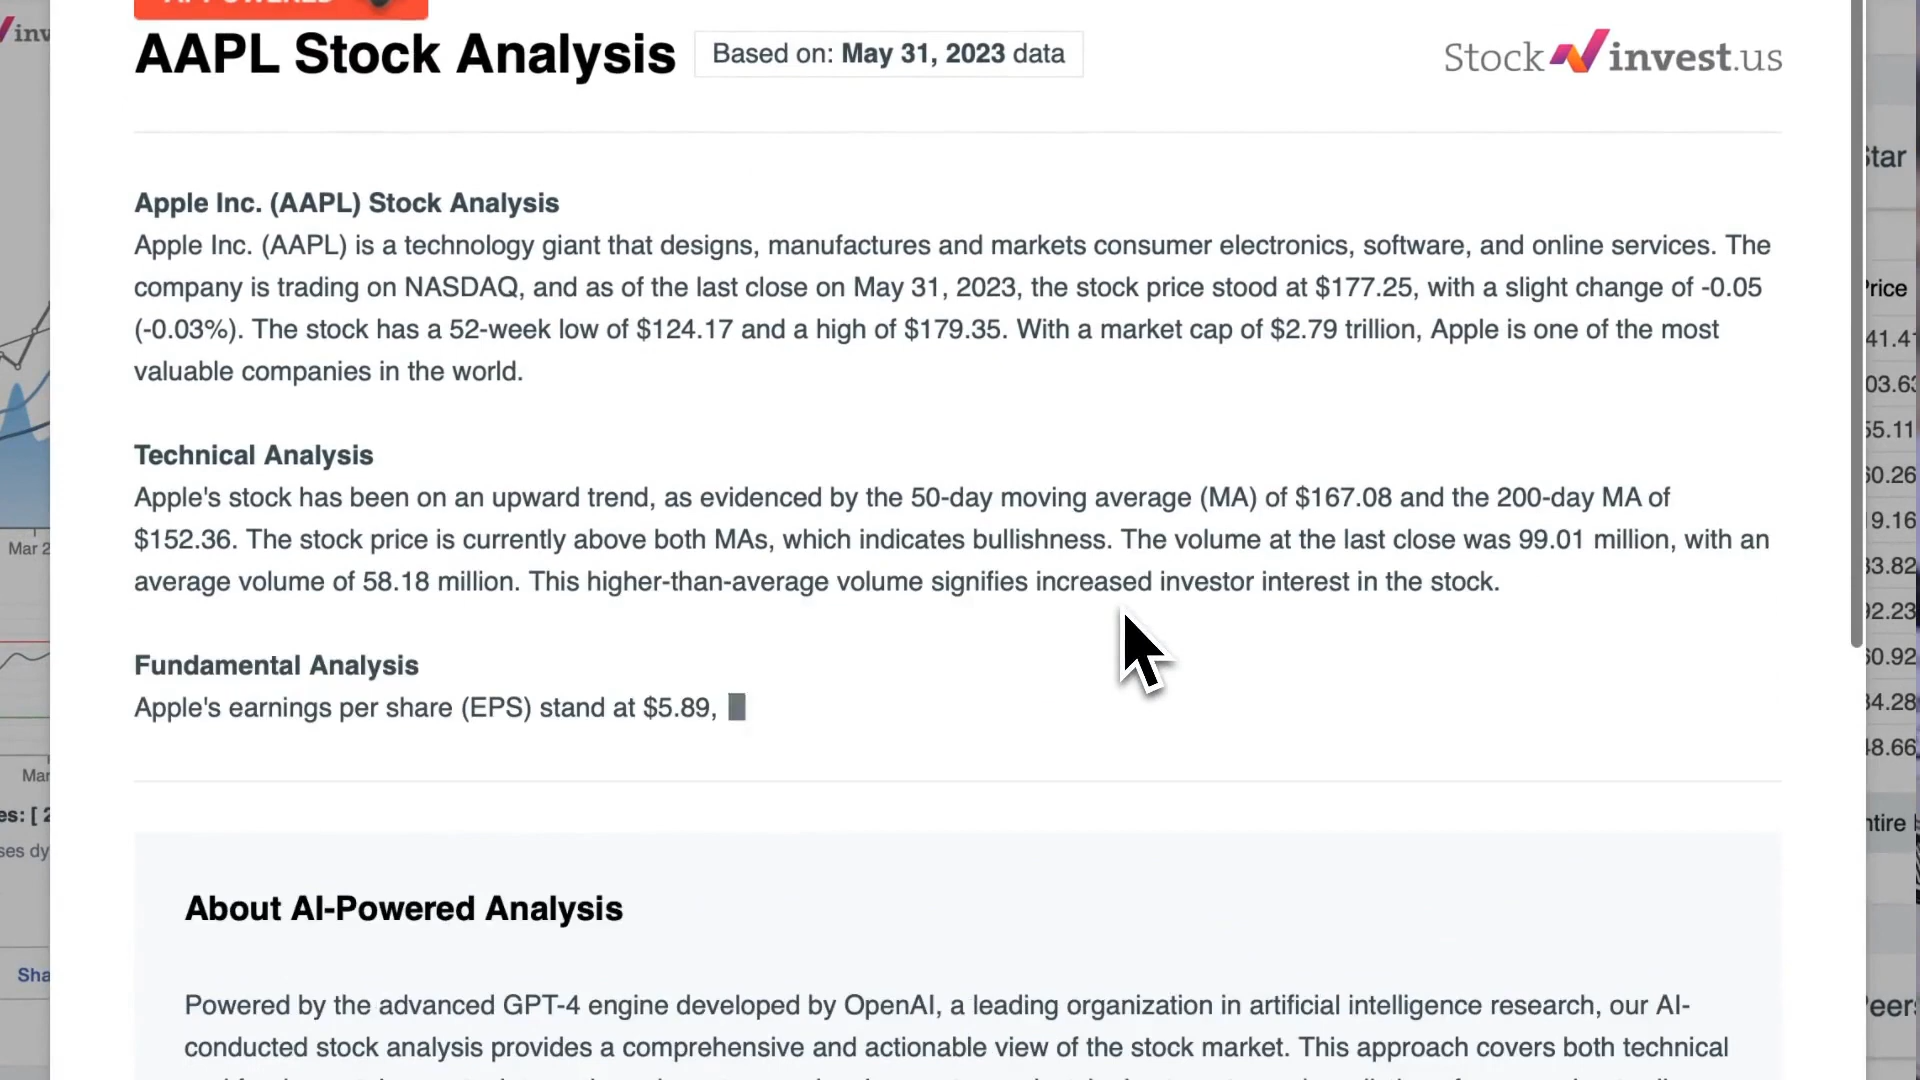 AAPL Stock Analysis
Based on: May 31, 2023 data
Stock invest.us
Apple Inc. (AAPL) Stock Analysis
Apple Inc. (AAPL) is a technology giant that designs, manufactures and markets consumer electronics, software, and online services. The
company is trading on NASDAQ, and as of the last close on May 31, 2023, the stock price stood at $177.25, with a slight change of -0.05
(-0.03%). The stock has a 52-week low of $124.17 and a high of $179.35. With a market cap of $2.79 trillion, Apple is one of the most
valuable companies in the world.
Technical Analysis
Apple's stock has been on an upward trend, as evidenced by the 50-day moving average (MA) of $167.08 and the 200-day MA of
$152.36. The stock price is currently above both MAs, which indicates bullishness. The volume at the last close was 99.01 million, with an
average volume of 58.18 million. This higher-than-average volume signifies increased investor interest in the stock.
Fundamental Analysis
Apple's earnings per share (EPS) stand at $5.89,
About AI-Powered Analysis
Powered by the advanced GPT-4 engine developed by OpenAI, a leading organization in artificial intelligence research, our AI-
conducted stock analysis provides a comprehensive and actionable view of the stock market. This approach covers both technical
Mar 2
Mar
es: [ 2
ses dy
Sha